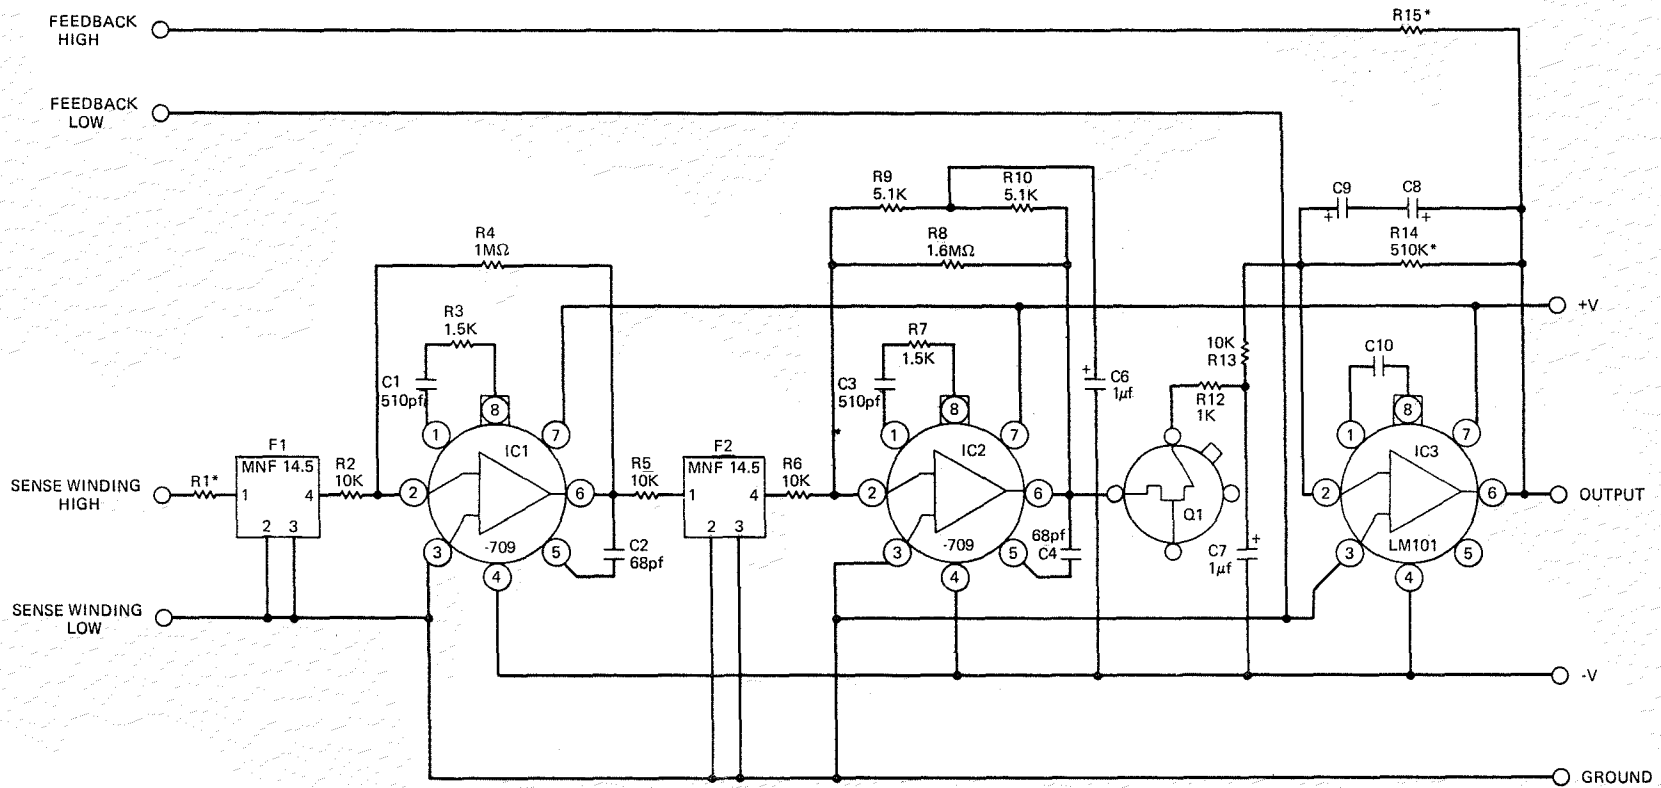 FEEDBACK
HIGH
R15*
FEEDBACK
LOW
R9
5.1K
R10
5.1K
C9
C8
+
+
R4
1MΩ
R8
1.6MΩ
R14
510K*
+V
R3
1.5K
R7
1.5K
10K
R13
C10
C1
510pf
C3
510pf
+
C6
1µf
R12
1K
8
8
8
1
7
1
7
1
7
IC1
IC2
IC3
*
F1
MNF 14.5
F2
MNF 14.5
SENSE WINDING
HIGH
R1*
1
4
2
3
R2
10K
2
6
R5
10K
1
4
2
3
R6
10K
2
6
Q1
2
6
OUTPUT
3
-709
5
C2
68pf
4
3
-709
5
68pf
C4
4
+
C7
1µf
3
LM101
5
4
SENSE WINDING
LOW
-V
GROUND